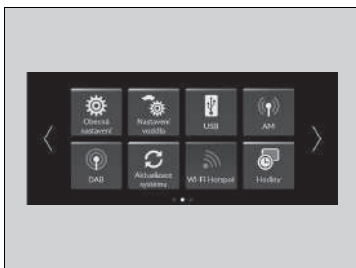 Obecná
nastavení
Nastavení
vozidla
USB
AM
DAB
Aktualizace
systému
Wi-Fi Hotspot
Hodiny